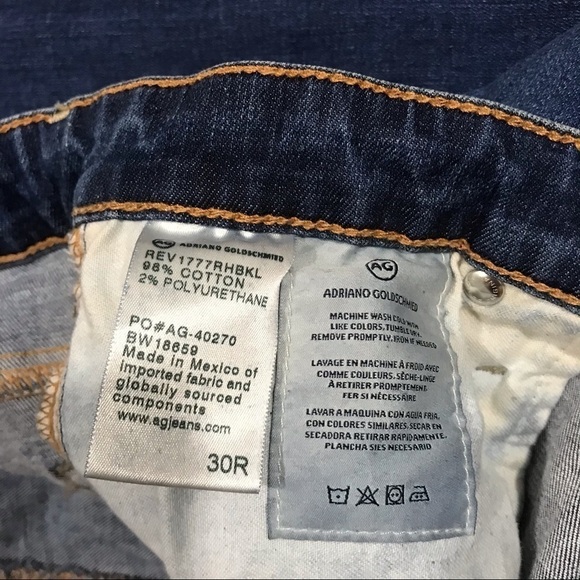 AG ADRIANO GOLDSCHMIED
REV1777RHBKL
98% COTTON
2% POLYURETHANE
PO#AG-40270
BW18659
Made in Mexico of
imported fabric and
globally sourced
components
www.agjeans.com
30R
AG
ADRIANO GOLDSCHMIED
MACHINE WASH COLD WITH
LIKE COLORS, TUMBLE DRY,
REMOVE PROMPTLY, IRON IF NEEDED
LAVAGE EN MACHINE À FROID AVEC
COMME COULEURS. SÈCHE-LINGE
À RETIRER PROMPTEMENT.
FER SI NÉCESSAIRE
LAVAR A MAQUINA CON AGUA FRIA,
CON COLORES SIMILARES. SECAR EN
SECADORA RETIRAR RAPIDAMENTE.
PLANCHA SIES NECESARIO